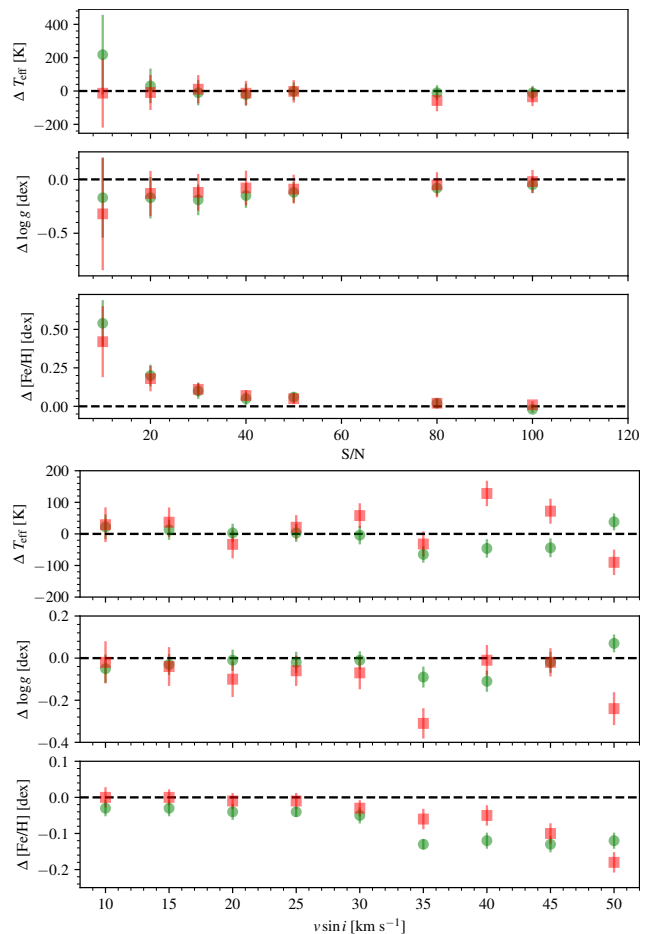 400
200
0
−200
Δ T_eff [K]
0.0
−0.5
Δ log g [dex]
0.50
0.25
0.00
Δ [Fe/H] [dex]
20 40 60 80 100 120
S/N
200
100
0
−100
−200
Δ T_eff [K]
0.2
0.0
−0.2
−0.4
Δ log g [dex]
0.1
0.0
−0.1
−0.2
Δ [Fe/H] [dex]
10 15 20 25 30 35 40 45 50
v sin i [km s⁻¹]